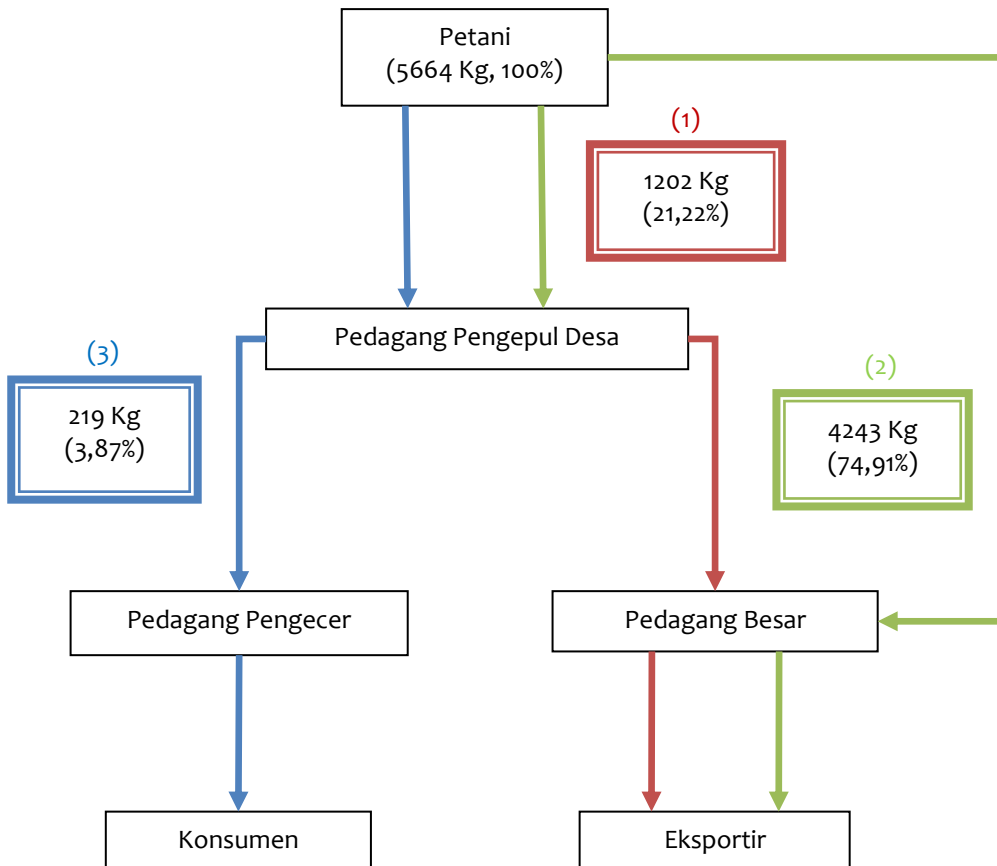 Petani
(5664 Kg, 100%)
(1)
1202 Kg
(21,22%)
Pedagang Pengepul Desa
(3)
219 Kg
(3,87%)
(2)
4243 Kg
(74,91%)
Pedagang Pengecer
Pedagang Besar
Konsumen
Eksportir